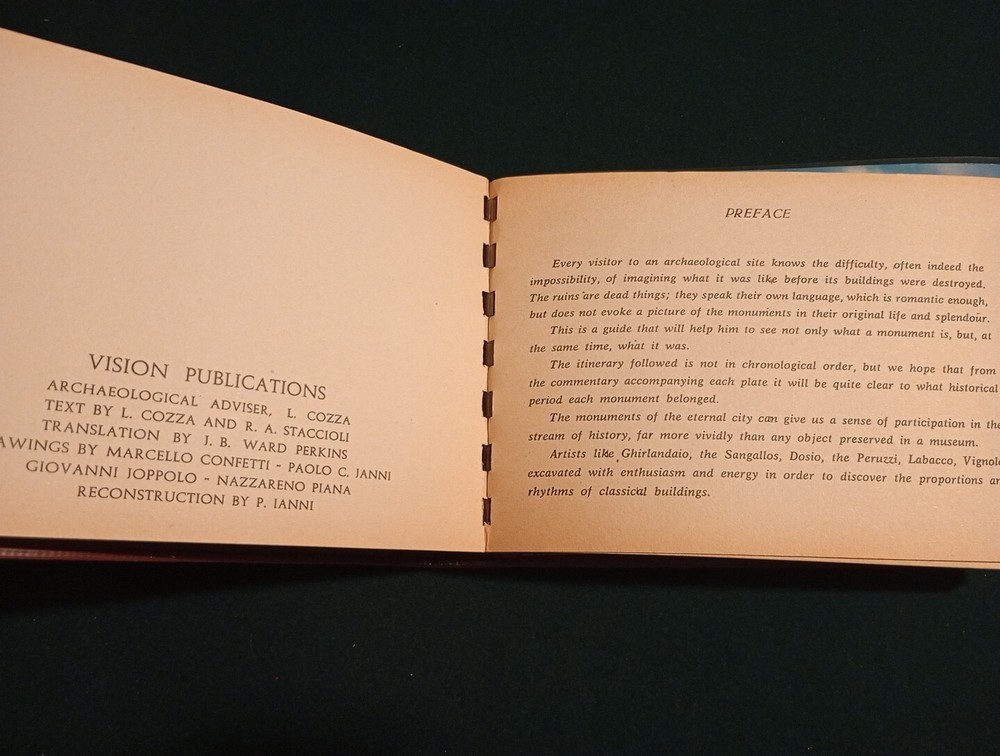 VISION PUBLICATIONS
ARCHAEOLOGICAL ADVISER, L. COZZA
TEXT BY L. COZZA AND R. A. STACCIOLI
TRANSLATION BY J. B. WARD PERKINS
AWINGS BY MARCELLO CONFETTI - PAOLO C. IANNI
GIOVANNI JOPPOLO - NAZZARENO PIANA
RECONSTRUCTION BY P. IANNI
PREFACE
Every visitor to an archaeological site knows the difficulty, often indeed the
impossibility, of imagining what it was like before its buildings were destroyed.
The ruins are dead things; they speak their own language, which is romantic enough,
but does not evoke a picture of the monuments in their original life and splendour.
This is a guide that will help him to see not only what a monument is, but, at
the same time, what it was.
The itinerary followed is not in chronological order, but we hope that from
the commentary accompanying each plate it will be quite clear to what historical
period each monument belonged.
The monuments of the eternal city can give us a sense of participation in the
stream of history, far more vividly than any object preserved in a museum.
Artists like Ghirlandaio, the Sangallos, Dosio, the Peruzzi, Labacco, Vignol
excavated with enthusiasm and energy in order to discover the proportions an
rhythms of classical buildings.